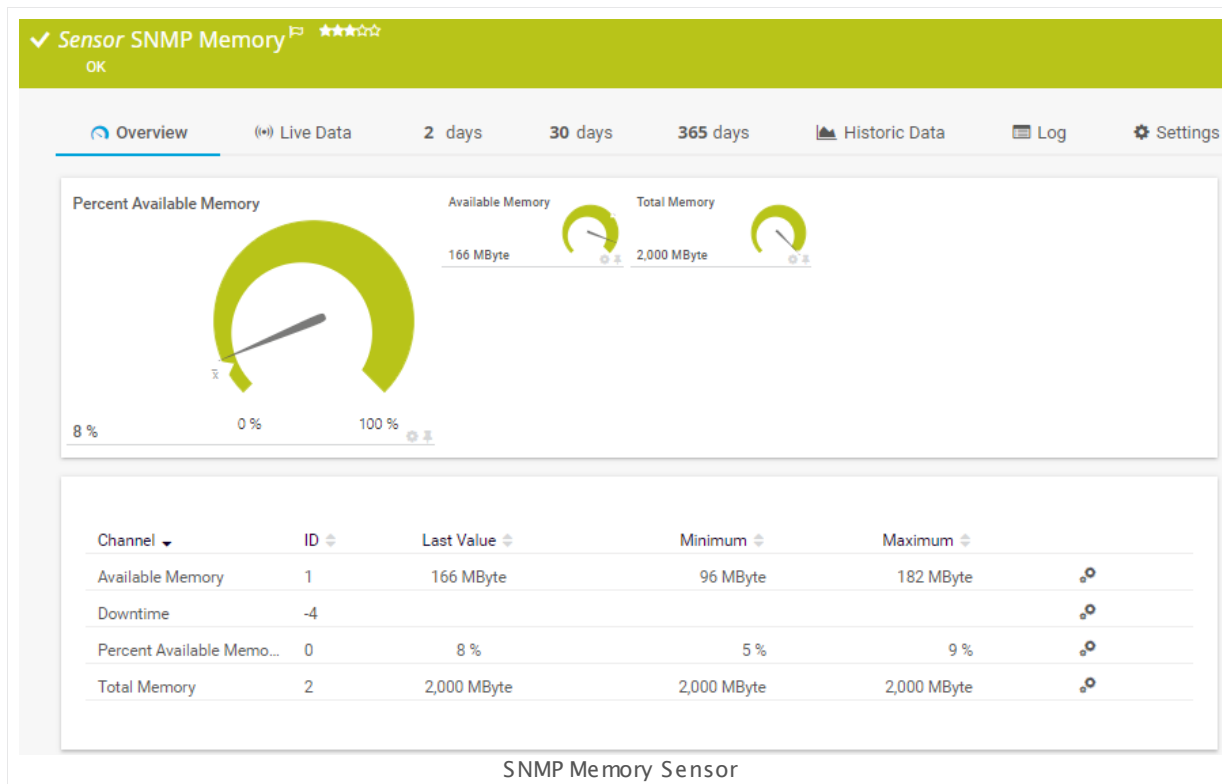 Sensor SNMP Memory
OK
Overview Live Data 2 days 30 days 365 days Historic Data Log Settings
Percent Available Memory
8 %
0 %
100 %
x̄
Available Memory
166 MByte
Total Memory
2,000 MByte
Channel ID Last Value Minimum Maximum
Available Memory 1 166 MByte 96 MByte 182 MByte
Downtime -4
Percent Available Memo... 0 8 % 5 % 9 %
Total Memory 2 2,000 MByte 2,000 MByte 2,000 MByte
SNMP Memory Sensor